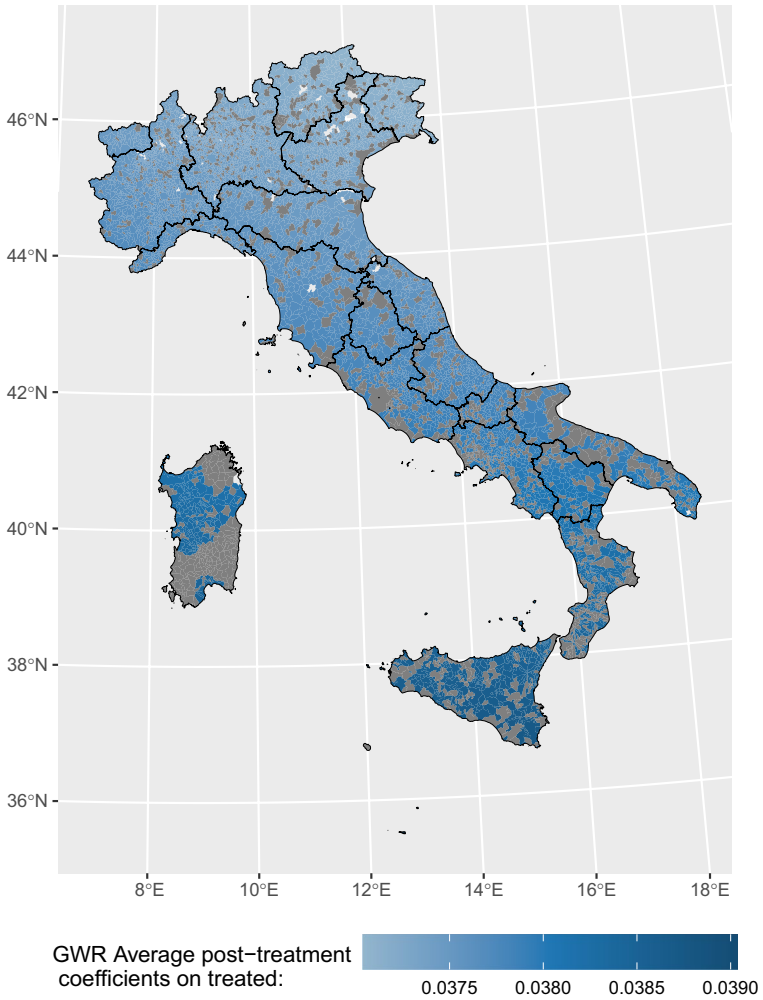 46°N
44°N
42°N
40°N
38°N
36°N
8°E 10°E 12°E 14°E 16°E 18°E
GWR Average post−treatment
coefficients on treated:
0.0375 0.0380 0.0385 0.0390